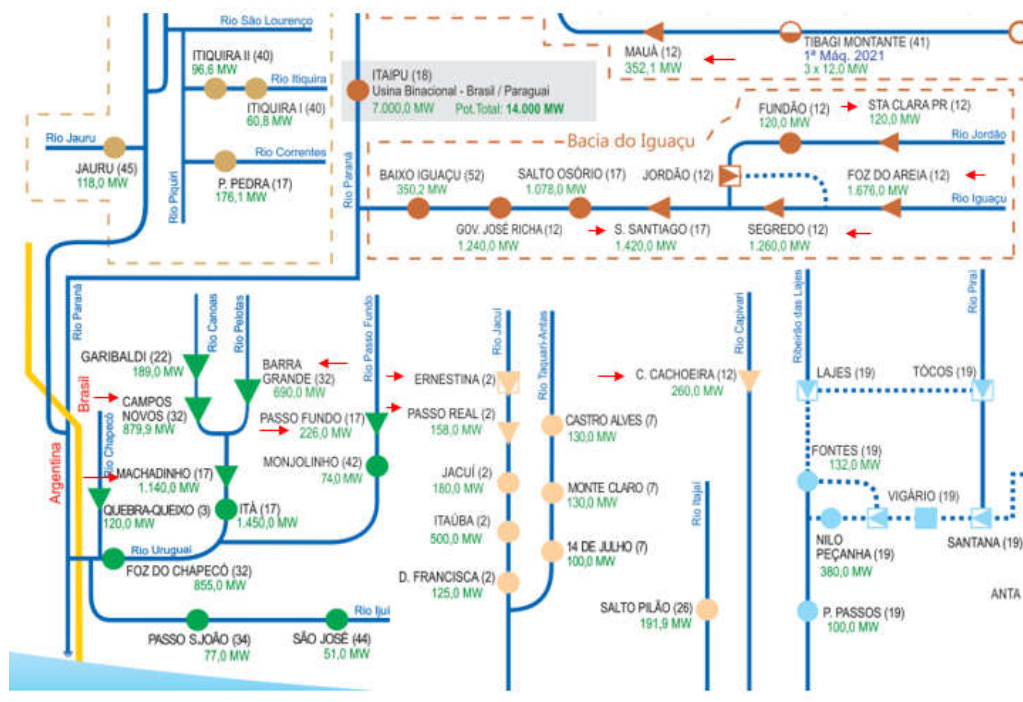 Rio São Lourenço
ITIQUIRA II (40)
96,6 MW
Rio Itiquira
ITIQUIRA I (40)
60,8 MW
Rio Jauru
JAURU (45)
118,0 MW
Rio Piquiri
Rio Correntes
P. PEDRA (17)
176,1 MW
ITAIPU (18)
Usina Binacional - Brasil / Paraguai
7.000,0 MW Pot.Total: 14.000 MW
Rio Paraná
MAUÁ (12)
352,1 MW
TIBAGI MONTANTE (41)
1ª Máq. 2021
3 x 12,0 MW
Bacia do Iguaçu
FUNDÃO (12)
120,0 MW
STA CLARA PR (12)
120,0 MW
Rio Jordão
BAIXO IGUAÇU (52)
350,2 MW
SALTO OSÓRIO (17)
1.078,0 MW
JORDÃO (12)
FOZ DO AREIA (12)
1.676,0 MW
Rio Iguaçu
GOV. JOSÉ RICHA (12)
1.240,0 MW
S. SANTIAGO (17)
1.420,0 MW
SEGREDO (12)
1.260,0 MW
Rio Paraná
Brasil
Argentina
Rio Canoas
Rio Pelotas
Rio Passo Fundo
GARIBALDI (22)
189,0 MW
BARRA
GRANDE (32)
690,0 MW
CAMPOS
NOVOS (32)
879,9 MW
PASSO FUNDO (17)
226,0 MW
Rio Chapecó
MACHADINHO (17)
1.140,0 MW
MONJOLINHO (42)
74,0 MW
QUEBRA-QUEIXO (3)
120,0 MW
ITÁ (17)
1.450,0 MW
Rio Uruguai
FOZ DO CHAPECÓ (32)
855,0 MW
Rio Ijuí
PASSO S.JOÃO (34)
77,0 MW
SÃO JOSÉ (44)
51,0 MW
Rio Jacuí
ERNESTINA (2)
PASSO REAL (2)
158,0 MW
JACUÍ (2)
180,0 MW
ITAÚBA (2)
500,0 MW
D. FRANCISCA (2)
125,0 MW
Rio Taquari-Antas
CASTRO ALVES (7)
130,0 MW
MONTE CLARO (7)
130,0 MW
14 DE JULHO (7)
100,0 MW
Rio Capivari
C. CACHOEIRA (12)
260,0 MW
Rio Itajaí
SALTO PILÃO (26)
191,9 MW
Ribeirão das Lajes
Rio Piraí
LAJES (19)
TÓCOS (19)
FONTES (19)
132,0 MW
VIGÁRIO (19)
NILO
PEÇANHA (19)
380,0 MW
SANTANA (19)
ANTA
P. PASSOS (19)
100,0 MW